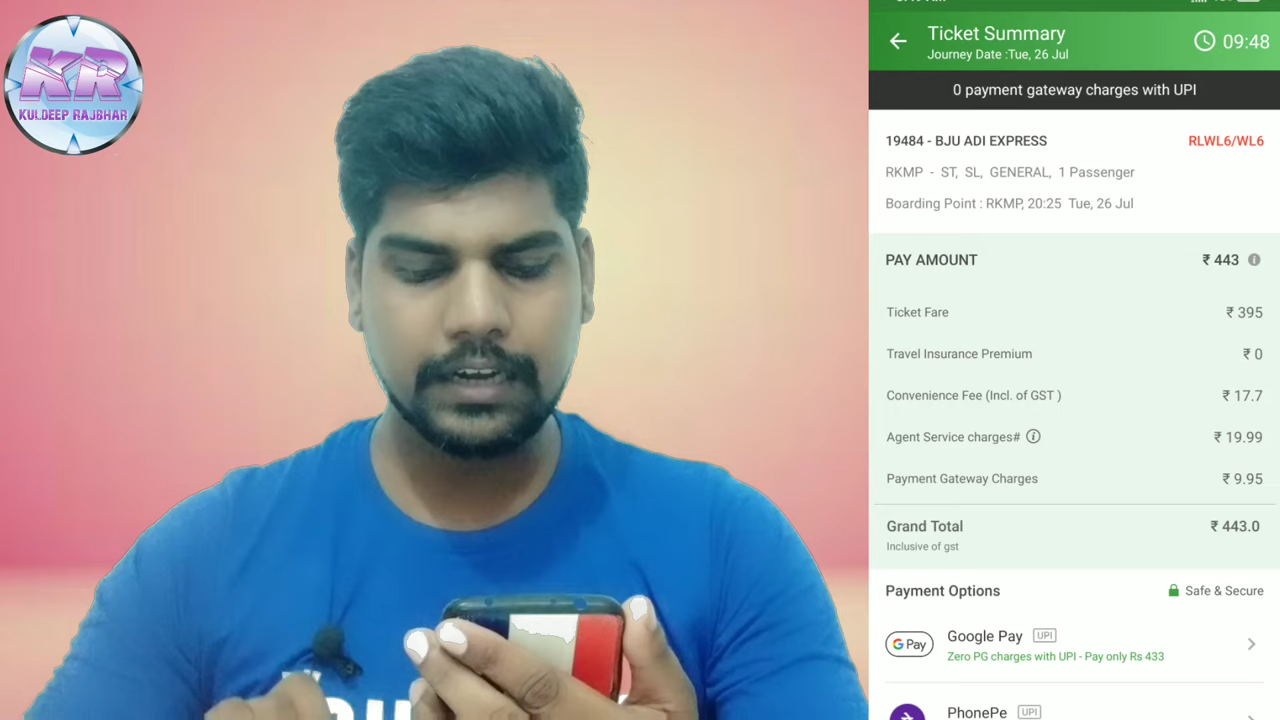 KR
KULDEEP RAJBHAR
Ticket Summary
Journey Date :Tue, 26 Jul
09:48
0 payment gateway charges with UPI
19484 - BJU ADI EXPRESS
RLWL6/WL6
RKMP - ST, SL, GENERAL, 1 Passenger
Boarding Point : RKMP, 20:25 Tue, 26 Jul
PAY AMOUNT
₹ 443
Ticket Fare
₹ 395
Travel Insurance Premium
₹ 0
Convenience Fee (Incl. of GST )
₹ 17.7
Agent Service charges#
₹ 19.99
Payment Gateway Charges
₹ 9.95
Grand Total
₹ 443.0
Inclusive of gst
Payment Options
Safe & Secure
G Pay
Google Pay UPI
Zero PG charges with UPI - Pay only Rs 433
PhonePe UPI